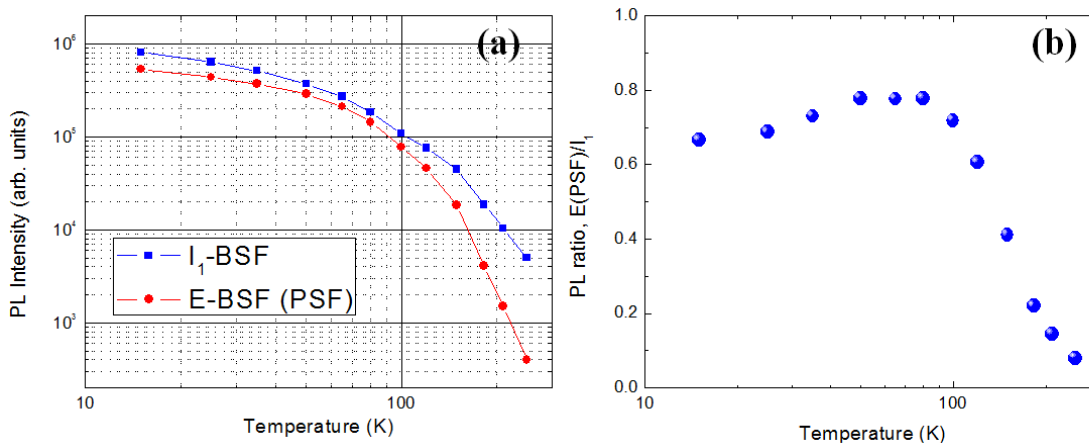 (a)
PL Intensity (arb. units)
10⁶
10⁵
10⁴
10³
I₁-BSF
E-BSF (PSF)
10
100
Temperature (K)
(b)
PL ratio, E(PSF)/I₁
1.0
0.8
0.6
0.4
0.2
0.0
10
100
Temperature (K)